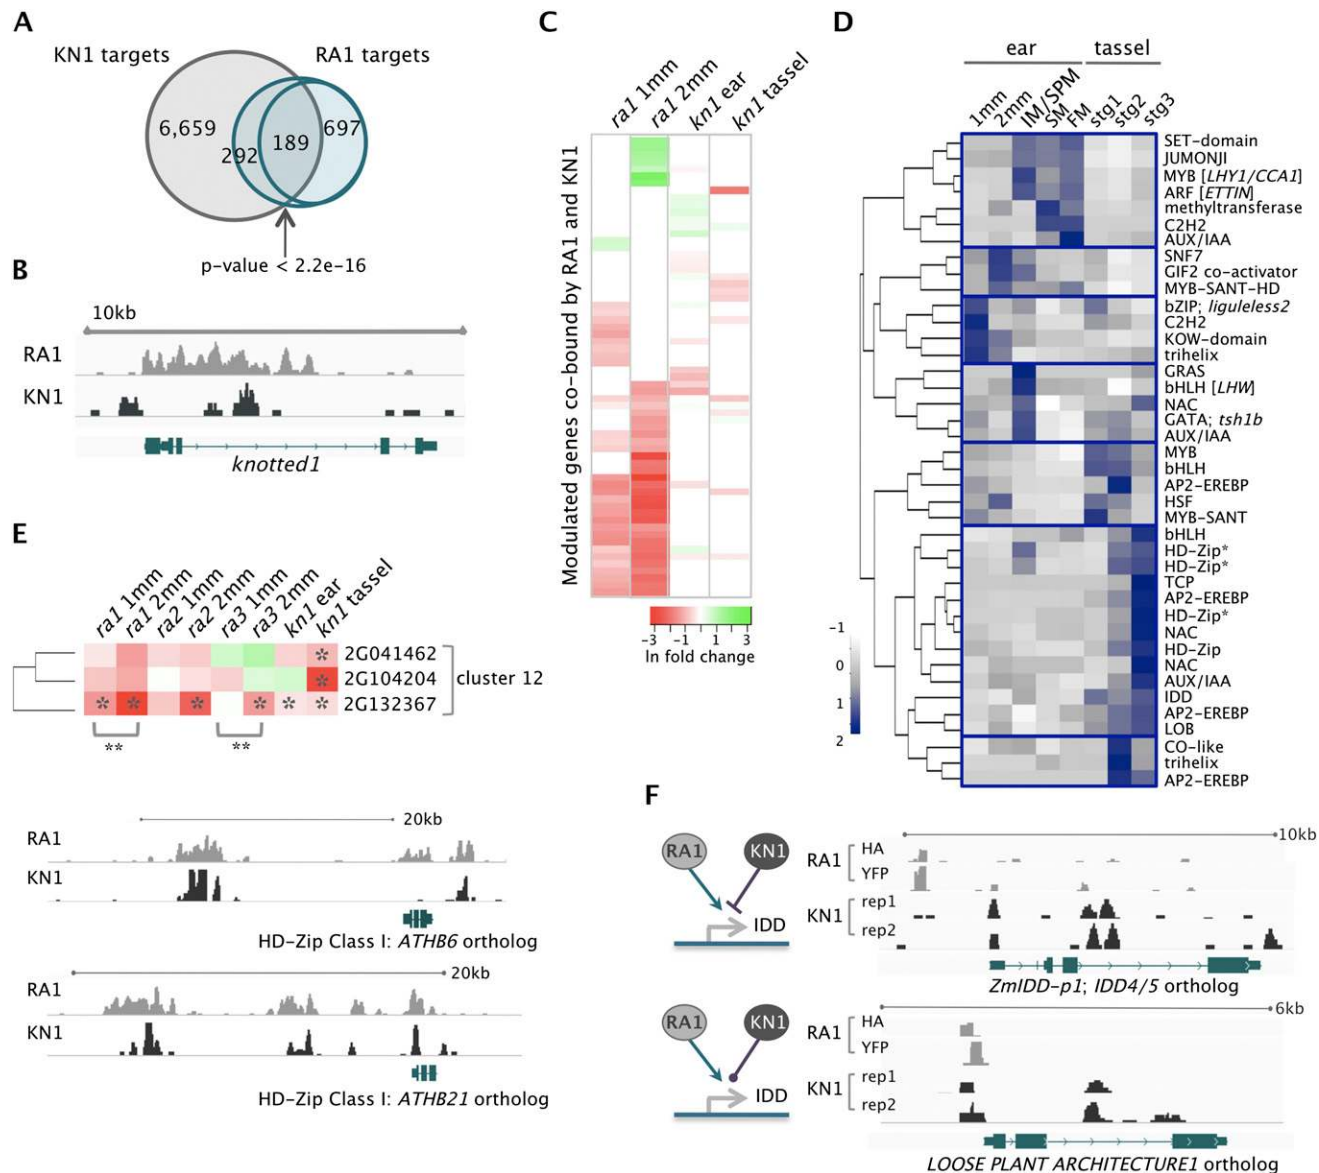 A
KN1 targets
RA1 targets
6,659
292
189
697
p-value < 2.2e-16
B
10kb
RA1
KN1
knotted1
C
ra1 1mm
ra1 2mm
kn1 ear
kn1 tassel
Modulated genes co-bound by RA1 and KN1
-3 -1 1 3
ln fold change
D
ear
tassel
1mm
2mm
IM/SPM
SM
FM
stg1
stg2
stg3
SET-domain
JUMONJI
MYB [LHY1/CCA1]
ARF [ETTIN]
methyltransferase
C2H2
AUX/IAA
SNF7
GIF2 co-activator
MYB-SANT-HD
bZIP; liguleless2
C2H2
KOW-domain
trihelix
GRAS
bHLH [LHW]
NAC
GATA; tsh1b
AUX/IAA
MYB
bHLH
AP2-EREBP
HSF
MYB-SANT
bHLH
HD-Zip*
HD-Zip*
TCP
AP2-EREBP
HD-Zip*
NAC
HD-Zip
NAC
AUX/IAA
IDD
AP2-EREBP
LOB
CO-like
trihelix
AP2-EREBP
-1
0
1
2
E
ra1 1mm
ra1 2mm
ra2 1mm
ra2 2mm
ra3 1mm
ra3 2mm
kn1 ear
kn1 tassel
* 2G041462
* 2G104204
* * * * * * 2G132367
cluster 12
** **
20kb
RA1
KN1
HD-Zip Class I: ATHB6 ortholog
20kb
RA1
KN1
HD-Zip Class I: ATHB21 ortholog
F
RA1
KN1
IDD
10kb
RA1
HA
YFP
KN1
rep1
rep2
ZmIDD-p1; IDD4/5 ortholog
RA1
KN1
IDD
6kb
RA1
HA
YFP
KN1
rep1
rep2
LOOSE PLANT ARCHITECTURE1 ortholog